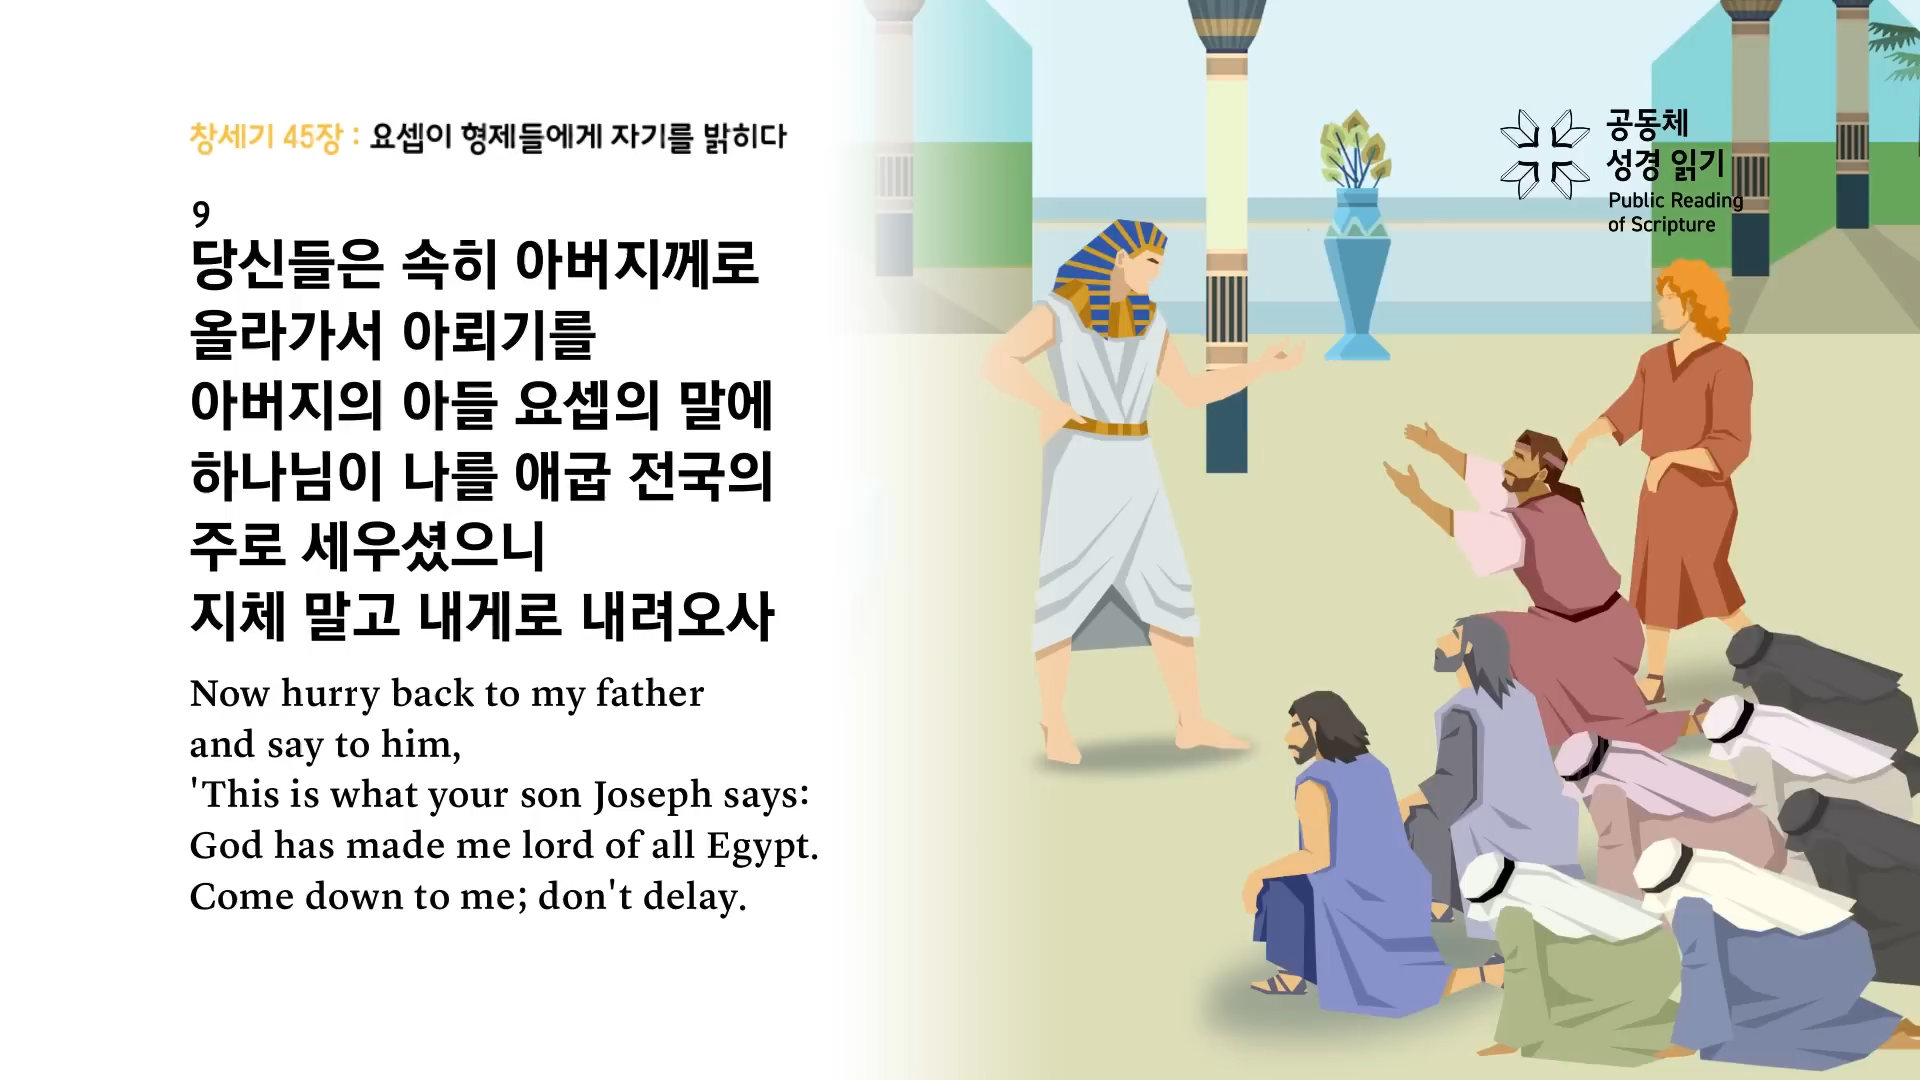 창세기 45장 : 요셉이 형제들에게 자기를 밝히다
9
당신들은 속히 아버지께로
올라가서 아뢰기를
아버지의 아들 요셉의 말에
하나님이 나를 애굽 전국의
주로 세우셨으니
지체 말고 내게로 내려오사
Now hurry back to my father
and say to him,
'This is what your son Joseph says:
God has made me lord of all Egypt.
Come down to me; don't delay.
공동체
성경 읽기
Public Reading
of Scripture